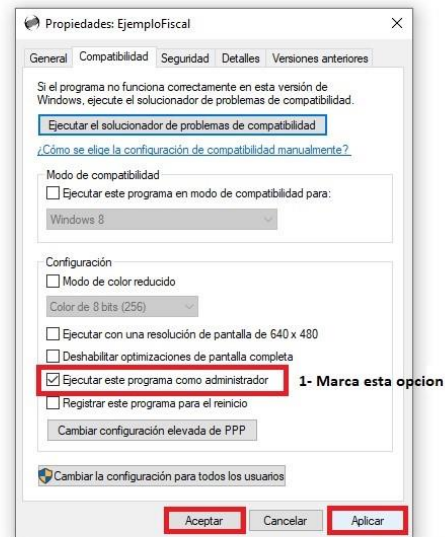 Propiedades: EjemploFiscal
General Compatibilidad Seguridad Detalles Versiones anteriores
Si el programa no funciona correctamente en esta versión de
Windows, ejecute el solucionador de problemas de compatibilidad.
Ejecutar el solucionador de problemas de compatibilidad
¿Cómo se elige la configuración de compatibilidad manualmente?
Modo de compatibilidad
Ejecutar este programa en modo de compatibilidad para:
Windows 8
Configuración
Modo de color reducido
Color de 8 bits (256)
Ejecutar con una resolución de pantalla de 640 x 480
Deshabilitar optimizaciones de pantalla completa
Ejecutar este programa como administrador 1- Marca esta opcion
Registrar este programa para el reinicio
Cambiar configuración elevada de PPP
Cambiar la configuración para todos los usuarios
Aceptar Cancelar Aplicar